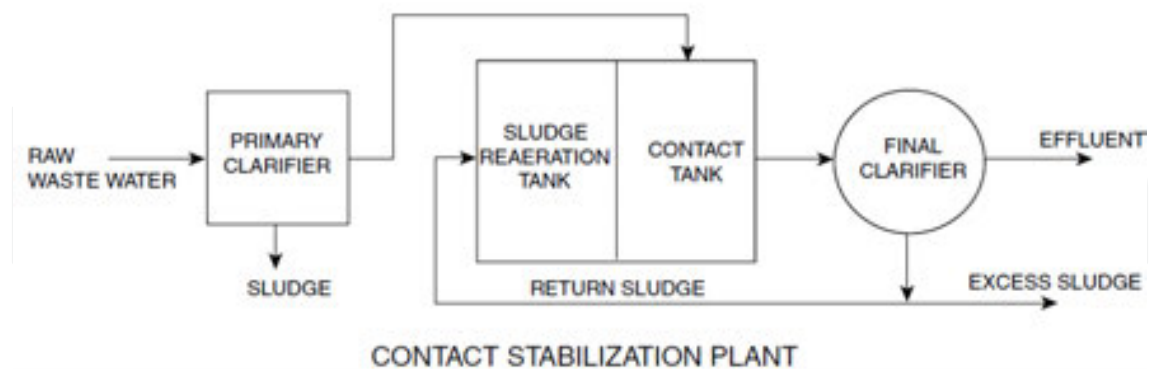 RAW
WASTE WATER
PRIMARY
CLARIFIER
SLUDGE
SLUDGE
REAERATION
TANK
CONTACT
TANK
FINAL
CLARIFIER
EFFLUENT
RETURN SLUDGE
EXCESS SLUDGE
CONTACT STABILIZATION PLANT